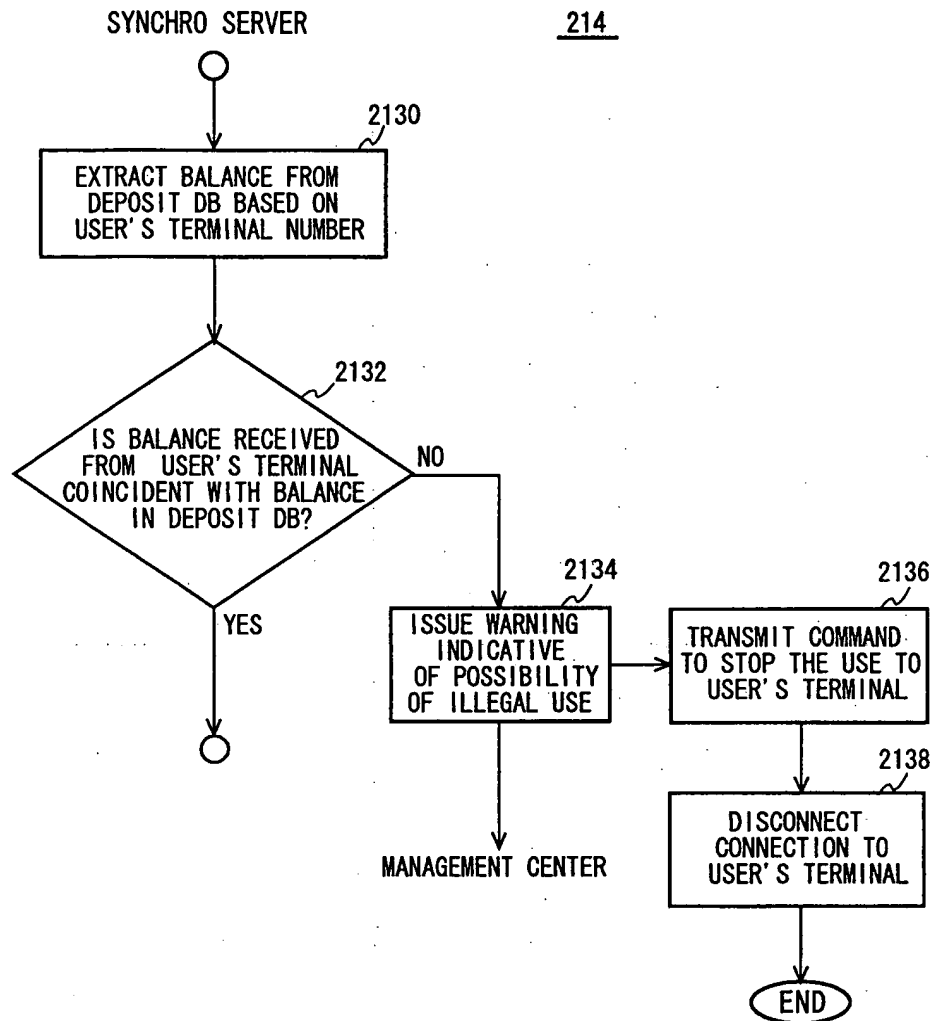 SYNCHRO SERVER
214
2130
EXTRACT BALANCE FROM
DEPOSIT DB BASED ON
USER'S TERMINAL NUMBER
2132
IS BALANCE RECEIVED
FROM USER'S TERMINAL
COINCIDENT WITH BALANCE
IN DEPOSIT DB?
NO
YES
2134
ISSUE WARNING
INDICATIVE
OF POSSIBILITY
OF ILLEGAL USE
2136
TRANSMIT COMMAND
TO STOP THE USE TO
USER'S TERMINAL
MANAGEMENT CENTER
2138
DISCONNECT
CONNECTION TO
USER'S TERMINAL
END